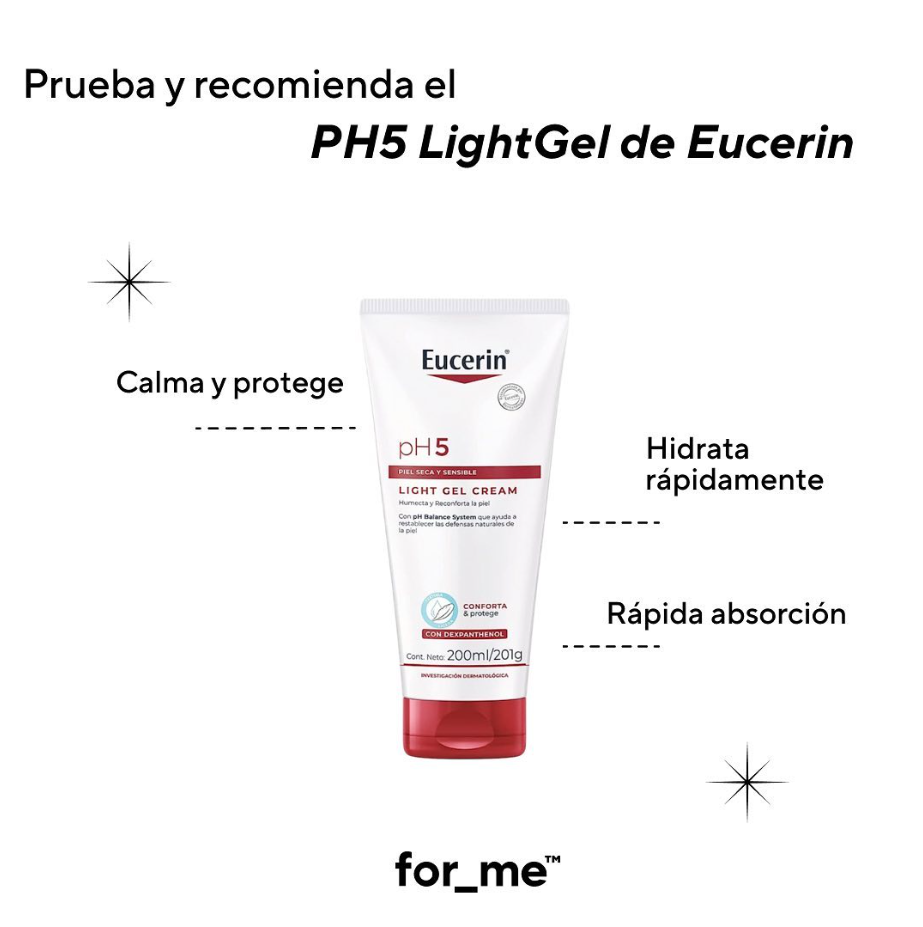 Prueba y recomienda el
PH5 LightGel de Eucerin
Calma y protege
Hidrata
rápidamente
Rápida absorción
Eucerin®
pH5
PIEL SECA Y SENSIBLE
LIGHT GEL CREAM
Humecta y Reconforta la piel
Con pH Balance System que ayuda a
restablecer las defensas naturales de
la piel
CONFORTA
& protege
CON DEXPANTHENOL
Cont. Neto: 200ml/201g
INVESTIGACIÓN DERMATOLÓGICA
for_me™